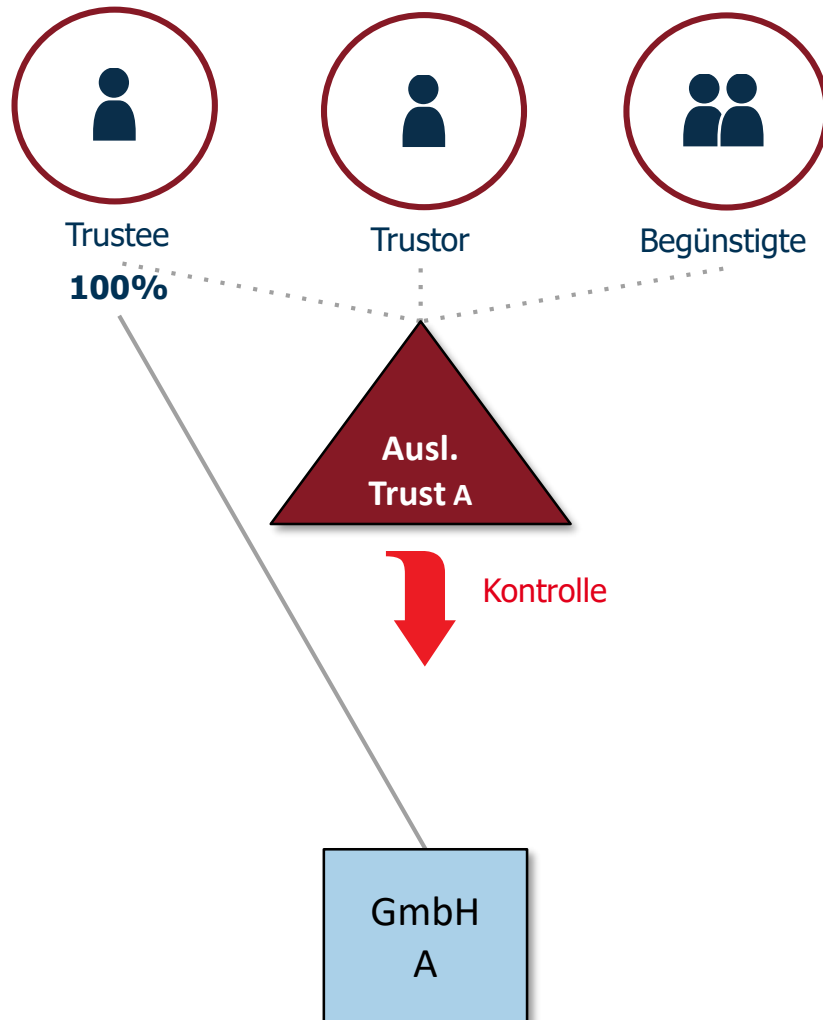 Trustee
Trustor
Begünstigte
100%
Ausl.
Trust A
Kontrolle
GmbH
A